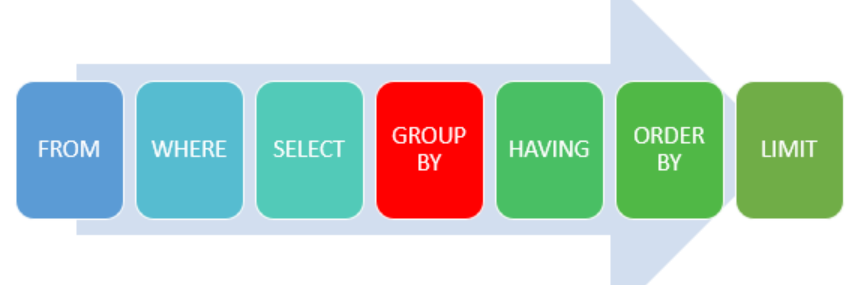 FROM
WHERE
SELECT
GROUP
BY
HAVING
ORDER
BY
LIMIT